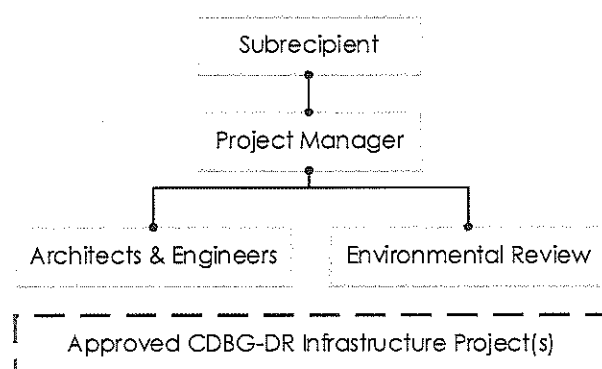 Subrecipient
Project Manager
Architects & Engineers
Environmental Review
Approved CDBG-DR Infrastructure Project(s)